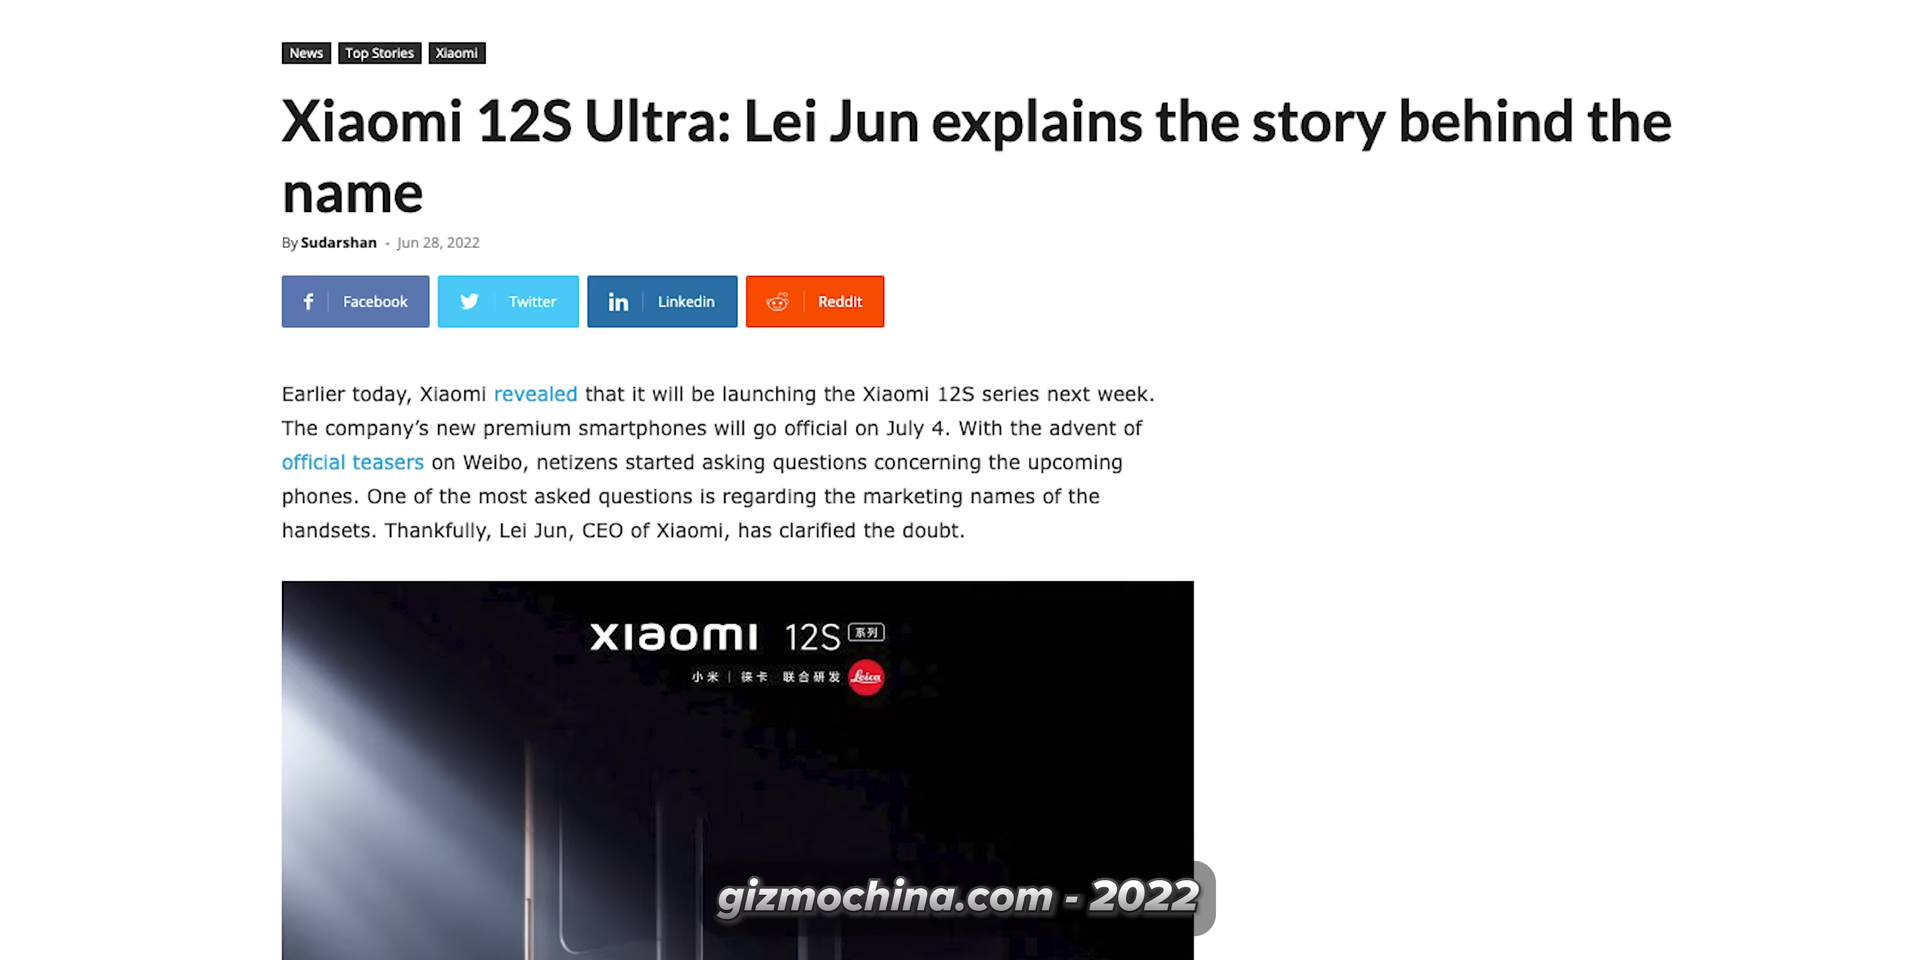 News Top Stories Xiaomi
Xiaomi 12S Ultra: Lei Jun explains the story behind the
name
By Sudarshan - Jun 28, 2022
Facebook Twitter Linkedin ReddIt
Earlier today, Xiaomi revealed that it will be launching the Xiaomi 12S series next week.
The company’s new premium smartphones will go official on July 4. With the advent of
official teasers on Weibo, netizens started asking questions concerning the upcoming
phones. One of the most asked questions is regarding the marketing names of the
handsets. Thankfully, Lei Jun, CEO of Xiaomi, has clarified the doubt.
xiaomi 12S 系列
小米 | 徕卡 联合研发 Leica
gizmochina.com - 2022